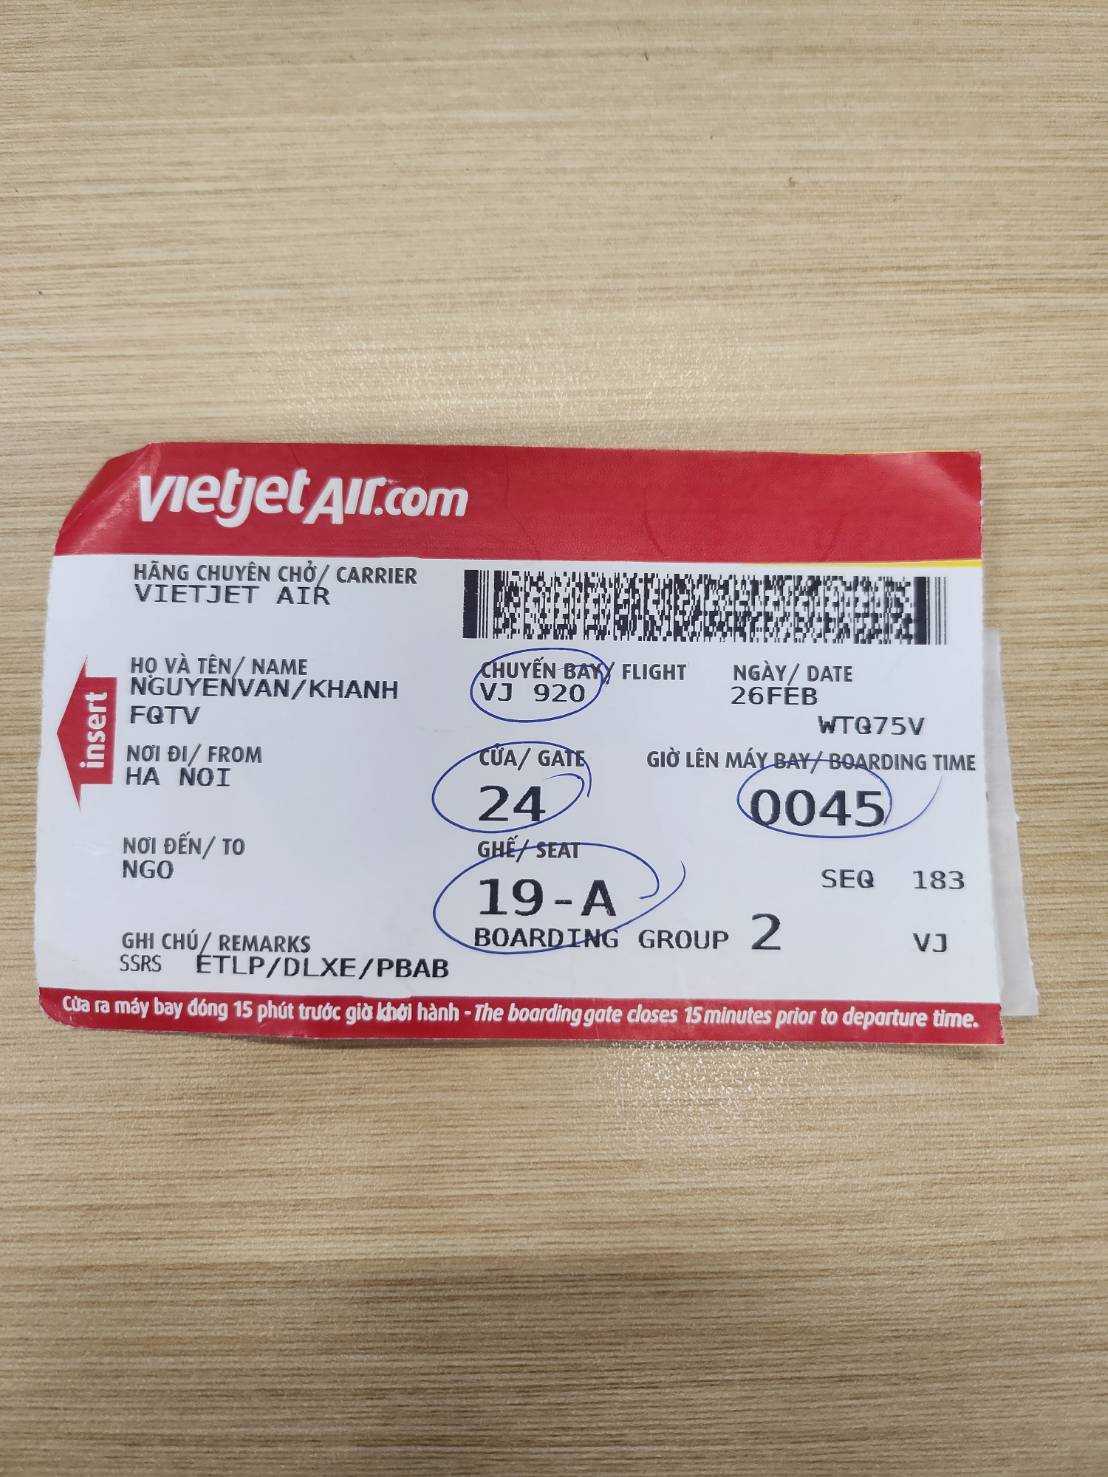 vietjetAir.com
HÃNG CHUYÊN CHỞ/ CARRIER
VIETJET AIR
HỌ VÀ TÊN/ NAME
NGUYENVAN/KHANH
FQTV
CHUYẾN BAY/ FLIGHT
VJ 920
NGÀY/ DATE
26FEB
WTQ75V
insert
NƠI ĐI/ FROM
HA NOI
CỬA/ GATE
24
GIỜ LÊN MÁY BAY/ BOARDING TIME
0045
NƠI ĐẾN/ TO
NGO
GHẾ/ SEAT
19-A
SEQ 183
BOARDING GROUP 2
VJ
GHI CHÚ/ REMARKS
SSRS ETLP/DLXE/PBAB
Cửa ra máy bay đóng 15 phút trước giờ khởi hành - The boarding gate closes 15 minutes prior to departure time.